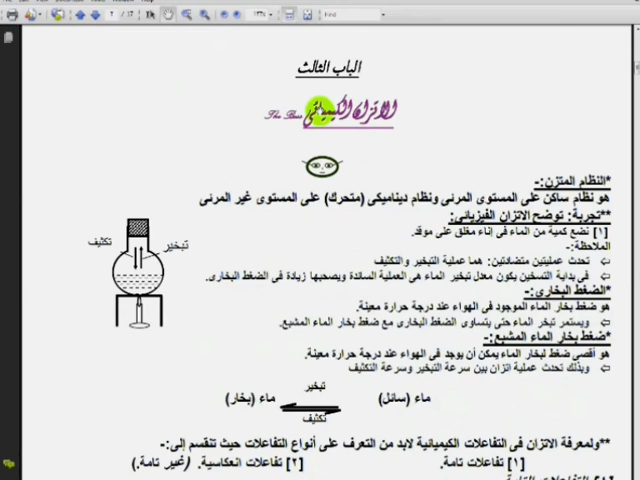 الباب الثالث
الاتزان الكيميائى The Boss
*النظام المتزن:-
هو نظام ساكن على المستوى المرئى ونظام ديناميكى (متحرك) على المستوى غير المرئى
**تجربة: توضح الاتزان الفيزيائى:
[١] نضع كمية من الماء فى إناء مغلق على موقد.
الملاحظة:-
تحدث عمليتين متضادتين: هما عملية التبخير والتكثيف
فى بداية التسخين يكون معدل تبخير الماء هى العملية السائدة ويصحبها زيادة فى الضغط البخارى.
*الضغط البخارى:-
هو ضغط بخار الماء الموجود فى الهواء عند درجة حرارة معينة.
ويستمر تبخر الماء حتى يتساوى الضغط البخارى مع ضغط بخار الماء المشبع.
*ضغط بخار الماء المشبع:-
هو أقصى ضغط لبخار الماء يمكن أن يوجد فى الهواء عند درجة حرارة معينة.
وبذلك تحدث عملية اتزان بين سرعة التبخير وسرعة التكثيف
تكثيف
تبخير
تبخير
ماء (سائل) ماء (بخار)
تكثيف
**ولمعرفة الاتزان فى التفاعلات الكيميائية لابد من التعرف على أنواع التفاعلات حيث تنقسم إلى:-
[١] تفاعلات تامة. [٢] تفاعلات انعكاسية. (غير تامة.)